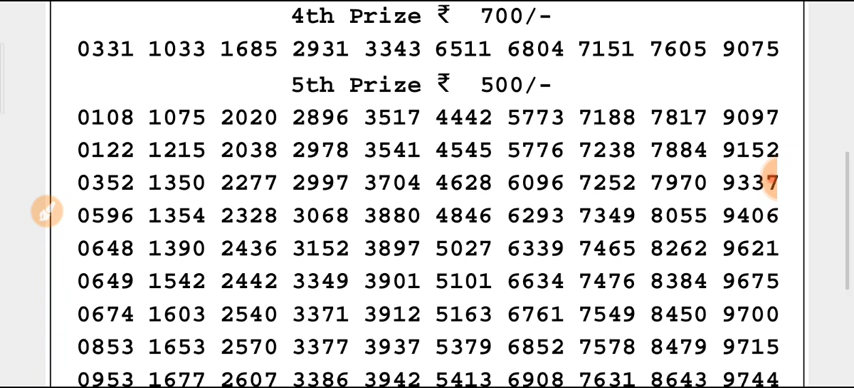 4th Prize ₹ 700/-
0331 1033 1685 2931 3343 6511 6804 7151 7605 9075
5th Prize ₹ 500/-
0108 1075 2020 2896 3517 4442 5773 7188 7817 9097
0122 1215 2038 2978 3541 4545 5776 7238 7884 9152
0352 1350 2277 2997 3704 4628 6096 7252 7970 9337
0596 1354 2328 3068 3880 4846 6293 7349 8055 9406
0648 1390 2436 3152 3897 5027 6339 7465 8262 9621
0649 1542 2442 3349 3901 5101 6634 7476 8384 9675
0674 1603 2540 3371 3912 5163 6761 7549 8450 9700
0853 1653 2570 3377 3937 5379 6852 7578 8479 9715
0953 1677 2607 3386 3942 5413 6908 7631 8643 9744